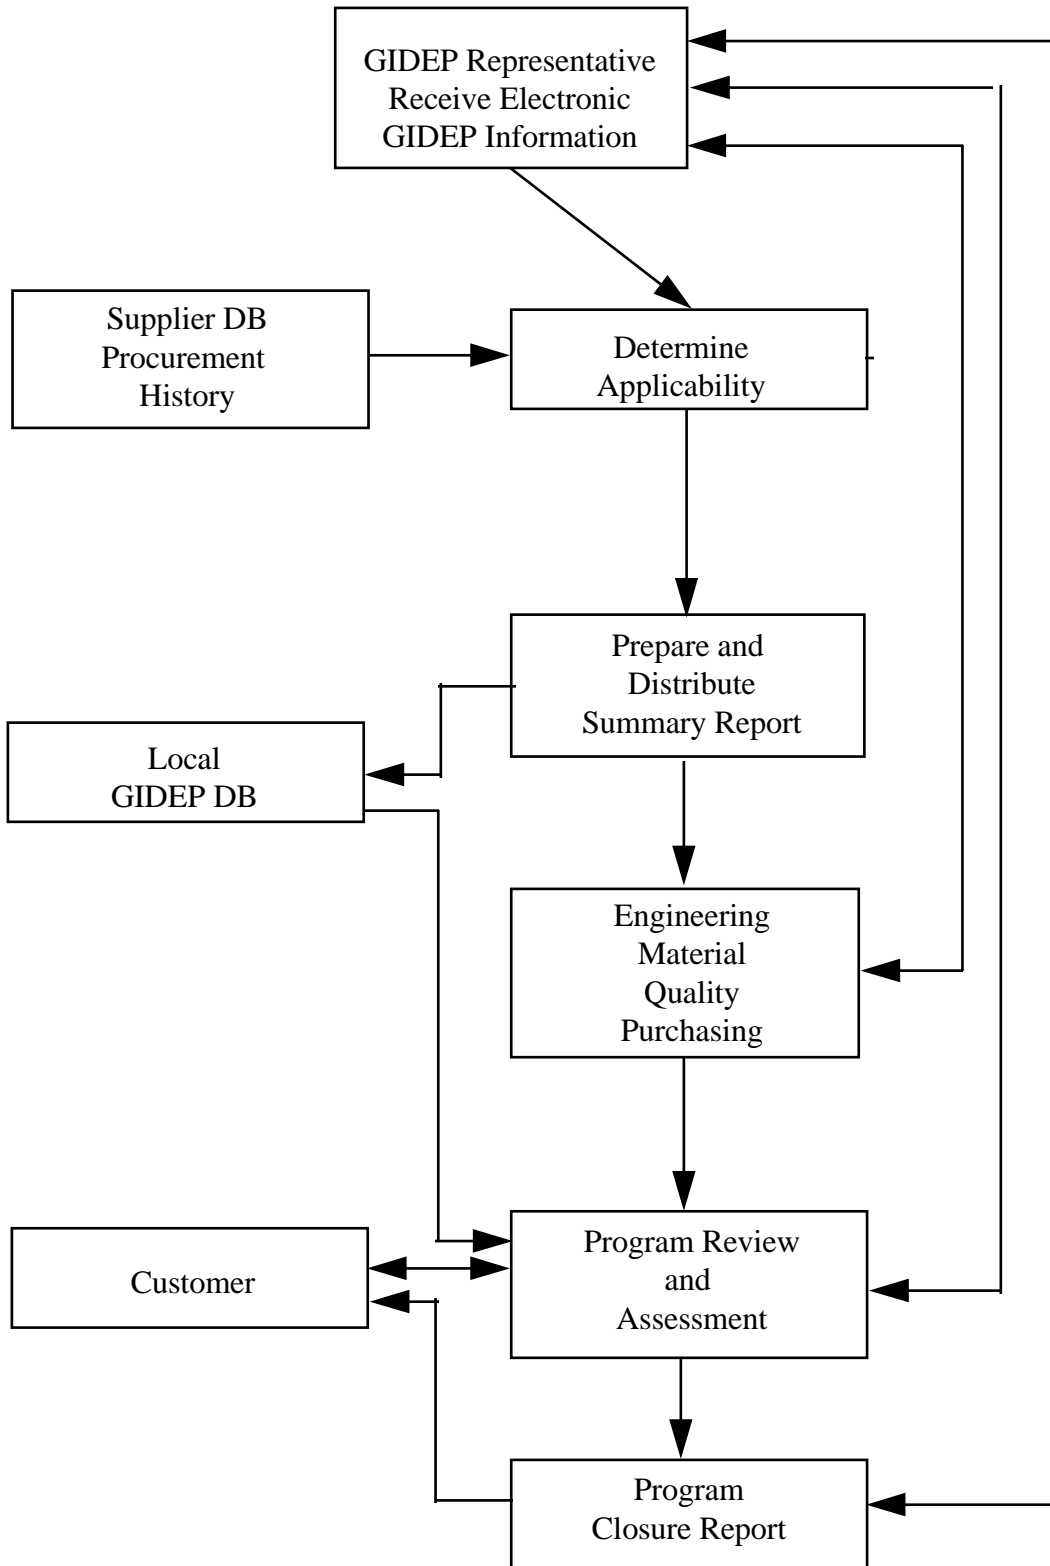 GIDEP Representative
Receive Electronic
GIDEP Information
Supplier DB
Procurement
History
Determine
Applicability
Prepare and
Distribute
Summary Report
Local
GIDEP DB
Engineering
Material
Quality
Purchasing
Program Review
and
Assessment
Customer
Program
Closure Report